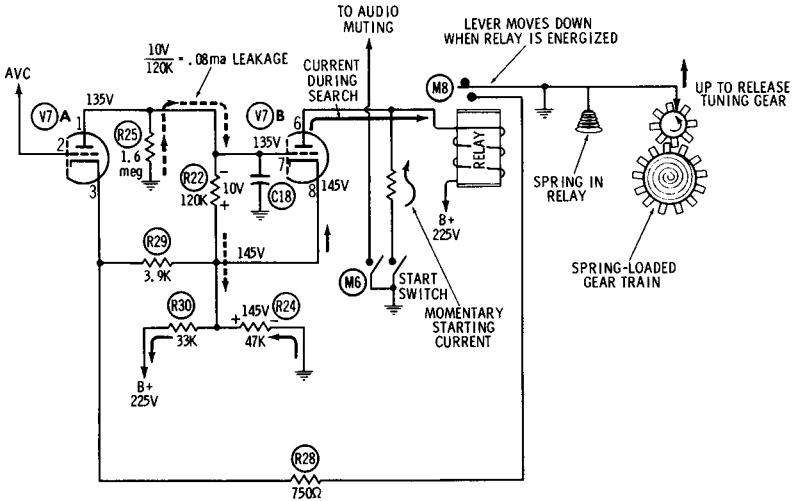 TO AUDIO
MUTING
LEVER MOVES DOWN
WHEN RELAY IS ENERGIZED
10V
120K
= .08ma LEAKAGE
CURRENT
DURING
SEARCH
AVC
135V
V7 A
V7 B
M8
UP TO RELEASE
TUNING GEAR
1
2
3
R25
1.6
meg
135V
6
7
8
145V
R22
120K
-
10V
+
C18
RELAY
B+
225V
SPRING IN
RELAY
SPRING-LOADED
GEAR TRAIN
R29
3.9K
145V
M6
START
SWITCH
MOMENTARY
STARTING
CURRENT
R30
33K
+ 145V -
R24
47K
B+
225V
R28
750Ω